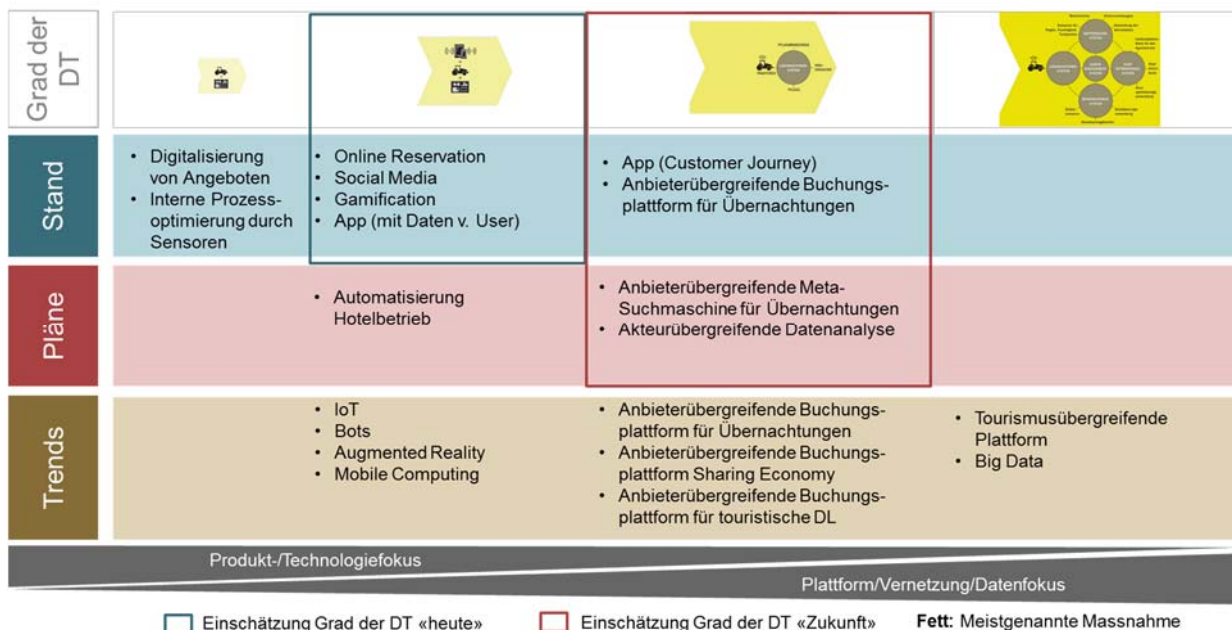 Grad der
DT
Stand
• Digitalisierung
von Angeboten
• Interne Prozess-
optimierung durch
Sensoren
• Online Reservation
• Social Media
• Gamification
• App (mit Daten v. User)
• App (Customer Journey)
• Anbieterübergreifende Buchungs-
plattform für Übernachtungen
Pläne
• Automatisierung
Hotelbetrieb
• Anbieterübergreifende Meta-
Suchmaschine für Übernachtungen
• Akteurübergreifende Datenanalyse
Trends
• IoT
• Bots
• Augmented Reality
• Mobile Computing
• Anbieterübergreifende Buchungs-
plattform für Übernachtungen
• Anbieterübergreifende Buchungs-
plattform Sharing Economy
• Anbieterübergreifende Buchungs-
plattform für touristische DL
• Tourismusübergreifende
Plattform
• Big Data
Produkt-/Technologiefokus
Plattform/Vernetzung/Datenfokus
Einschätzung Grad der DT «heute»
Einschätzung Grad der DT «Zukunft»
Fett: Meistgenannte Massnahme